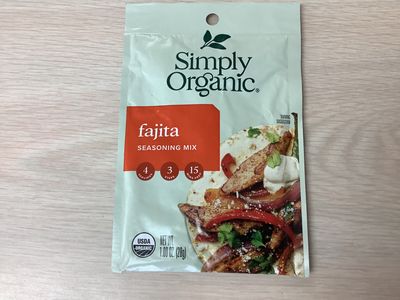 Simply
Organic®
fajita
SEASONING MIX
4
3
15
USDA
ORGANIC
NET WT.
1.00 OZ (28g)